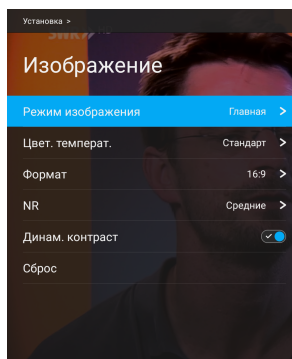 Установка >
Изображение
Режим изображения Главная >
Цвет. температ. Стандарт >
Формат 16:9 >
NR Средние >
Динам. контраст
Сброс